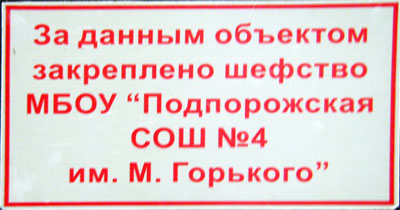 За данным объектом
закреплено шефство
МБОУ “Подпорожская
СОШ №4
им. М. Горького”